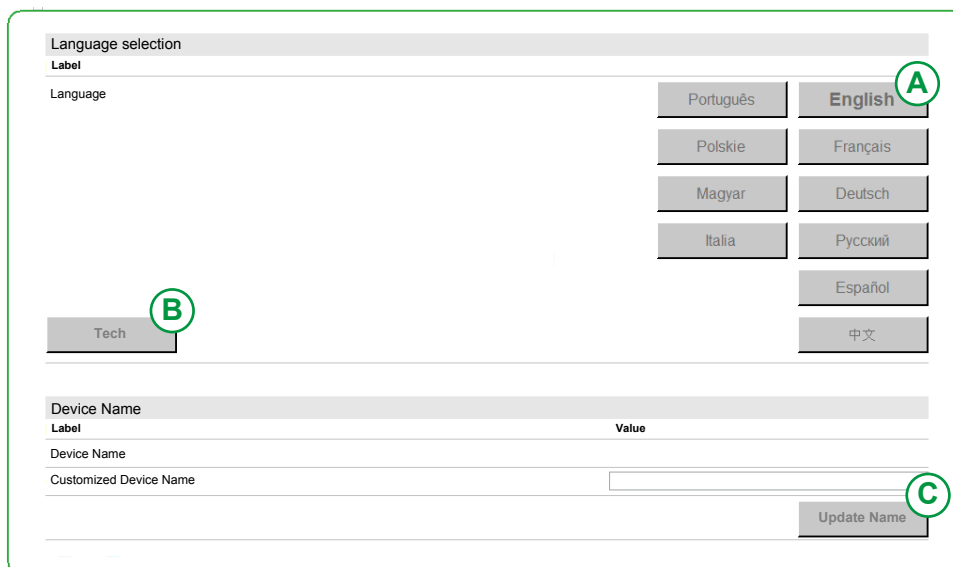 Language selection
Label
Language
Português English A
Polskie Français
Magyar Deutsch
Italia Русский
Español
B
Tech 中文
Device Name
Label Value
Device Name
Customized Device Name
C
Update Name